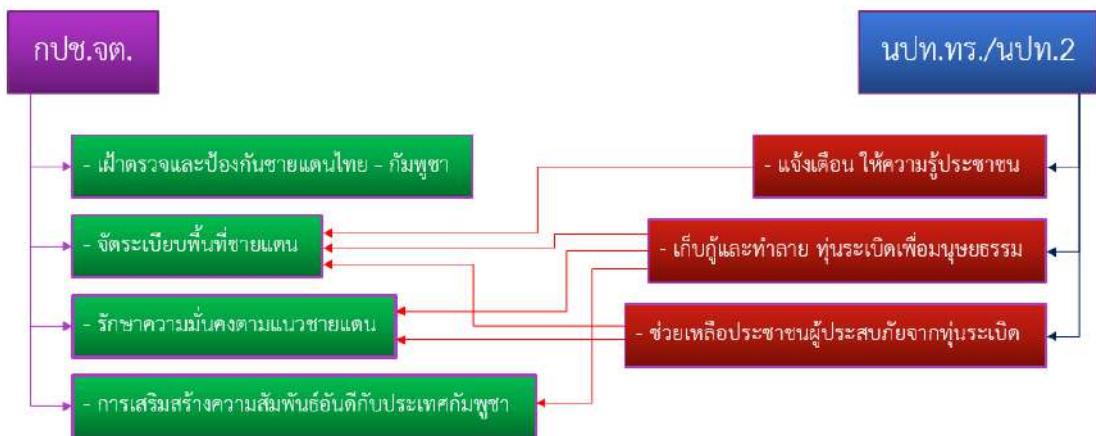 กปช.จต.
นปท.ทร./นปท.2
- เฝ้าตรวจและป้องกันชายแดนไทย - กัมพูชา
- แจ้งเตือน ให้ความรู้ประชาชน
- จัดระเบียบพื้นที่ชายแดน
- เก็บกู้และทำลาย ทุ่นระเบิดเพื่อมนุษยธรรม
- รักษาความมั่นคงตามแนวชายแดน
- ช่วยเหลือประชาชนผู้ประสบภัยจากทุ่นระเบิด
- การเสริมสร้างความสัมพันธ์อันดีกับประเทศกัมพูชา